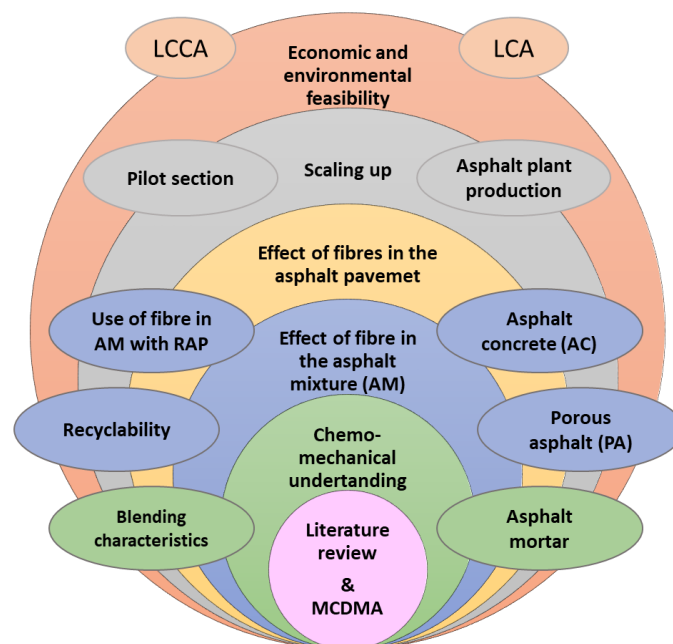 LCCA
LCA
Economic and
environmental
feasibility
Pilot section
Scaling up
Asphalt plant
production
Effect of fibres in the
asphalt pavemet
Use of fibre in
AM with RAP
Effect of fibre in
the asphalt
mixture (AM)
Asphalt
concrete (AC)
Recyclability
Porous
asphalt (PA)
Chemo-
mechanical
undertanding
Blending
characteristics
Asphalt
mortar
Literature
review
&
MCDMA